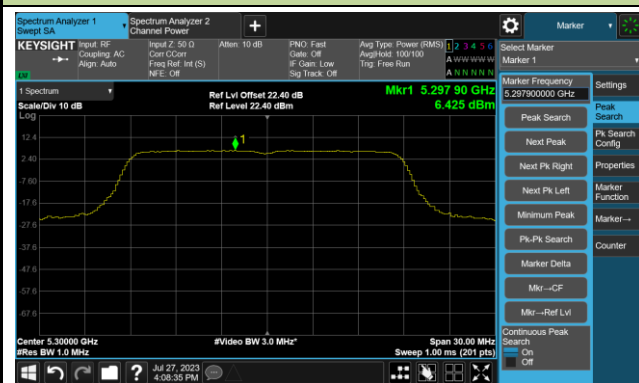 Spectrum Analyzer 1
Swept SA
Spectrum Analyzer 2
Channel Power
+
Marker
KEYSIGHT
Input: RF
Coupling: AC
Align: Auto
Input Z: 50 Ω
Corr CCorr
Freq Ref: Int (S)
NFE: Off
Atten: 10 dB
PNO: Fast
Gate: Off
IF Gain: Low
Sig Track: Off
Avg Type: Power (RMS)
Avg|Hold: 100/100
Trig: Free Run
1 2 3 4 5 6
A W W W W W
A N N N N N
Select Marker
Marker 1
1 Spectrum
Scale/Div 10 dB
Log
Ref Lvl Offset 22.40 dB
Ref Level 22.40 dBm
Mkr1 5.297 90 GHz
6.425 dBm
1
12.4
2.40
-7.60
-17.6
-27.6
-37.6
-47.6
-57.6
-67.6
Center 5.30000 GHz
#Res BW 1.0 MHz
#Video BW 3.0 MHz*
Span 30.00 MHz
Sweep 1.00 ms (201 pts)
Marker Frequency
5.297900000 GHz
Peak Search
Next Peak
Next Pk Right
Next Pk Left
Minimum Peak
Pk-Pk Search
Marker Delta
Mkr→CF
Mkr→Ref Lvl
Continuous Peak
Search
On
Off
Settings
Peak
Search
Pk Search
Config
Properties
Marker
Function
Marker→
Counter
?
Jul 27, 2023
4:08:35 PM